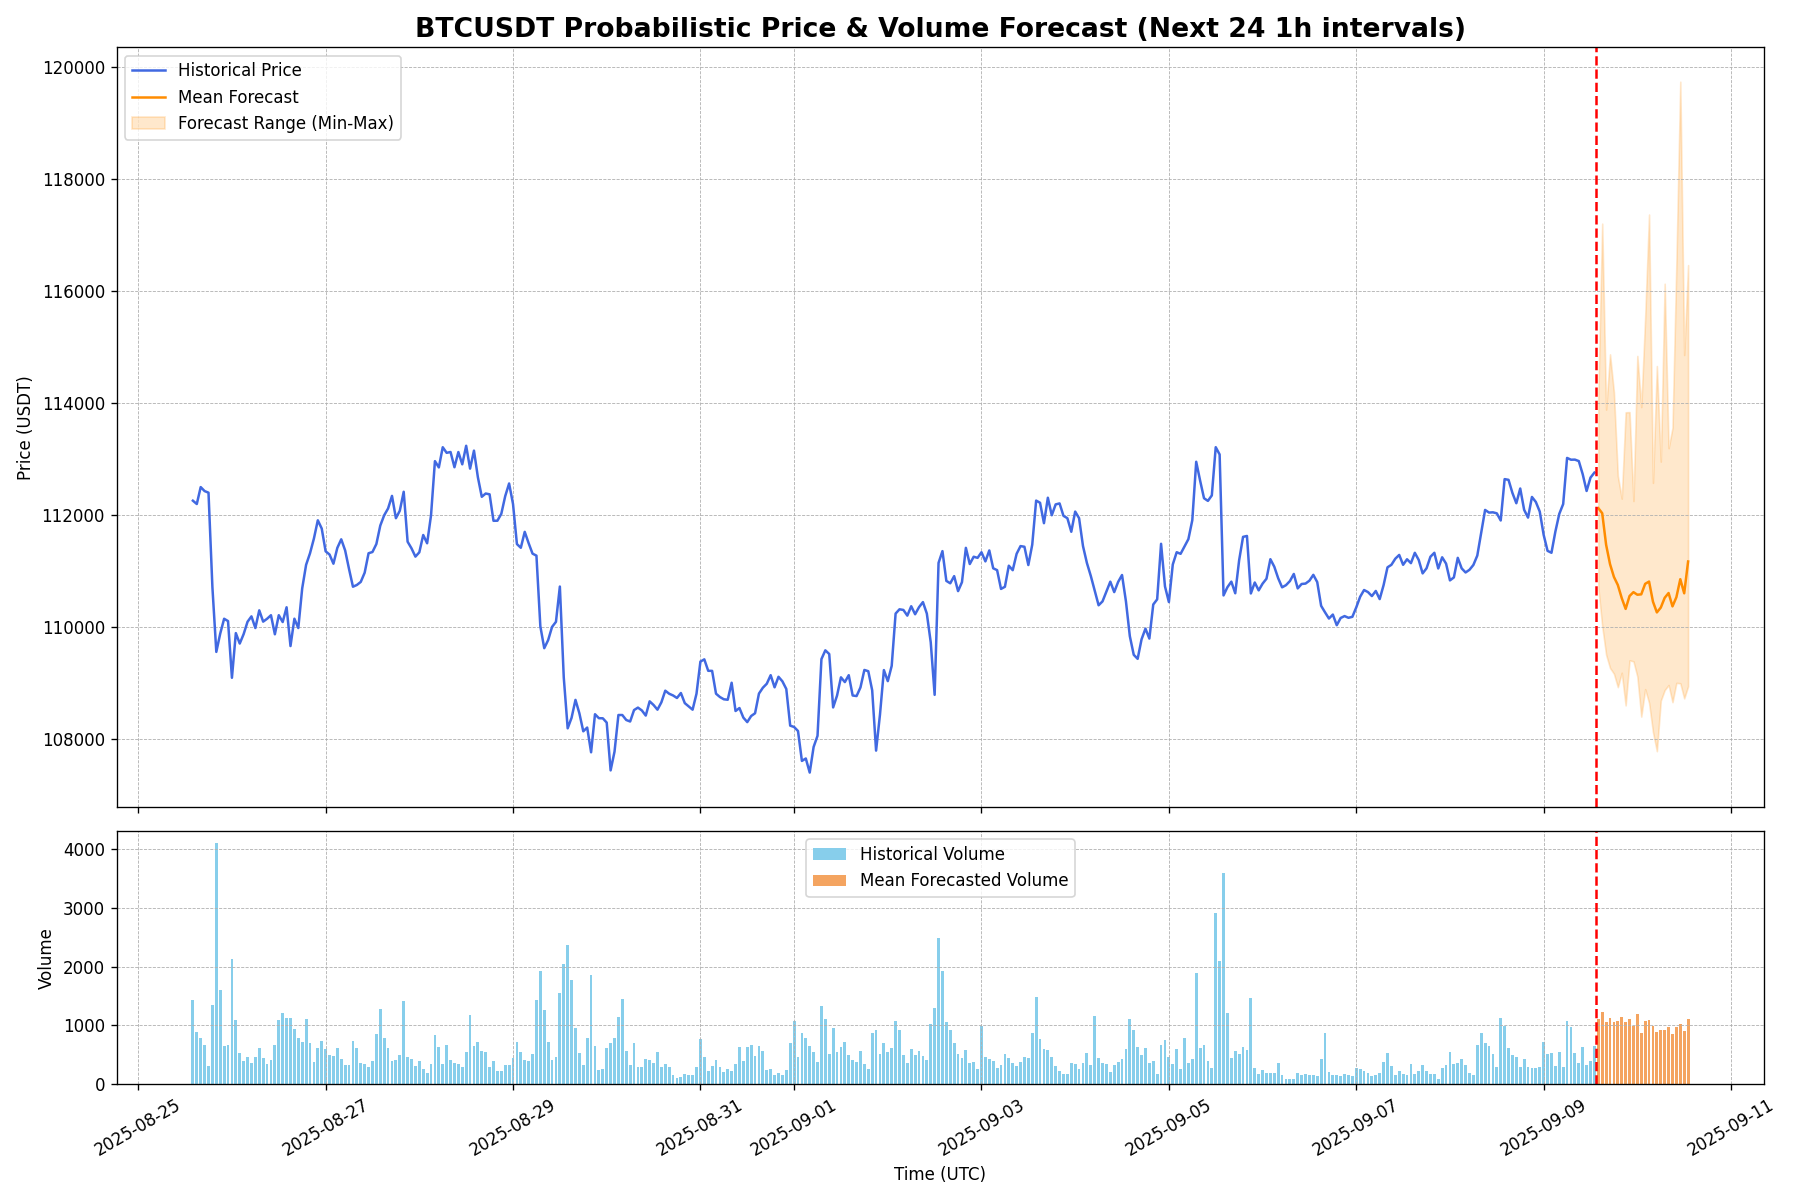 BTCUSDT Probabilistic Price & Volume Forecast (Next 24 1h intervals)
Historical Price
Mean Forecast
Forecast Range (Min-Max)
Price (USDT)
120000
118000
116000
114000
112000
110000
108000
Historical Volume
Mean Forecasted Volume
Volume
4000
3000
2000
1000
0
2025-08-25
2025-08-27
2025-08-29
2025-08-31
2025-09-01
2025-09-03
2025-09-05
2025-09-07
2025-09-09
2025-09-11
Time (UTC)